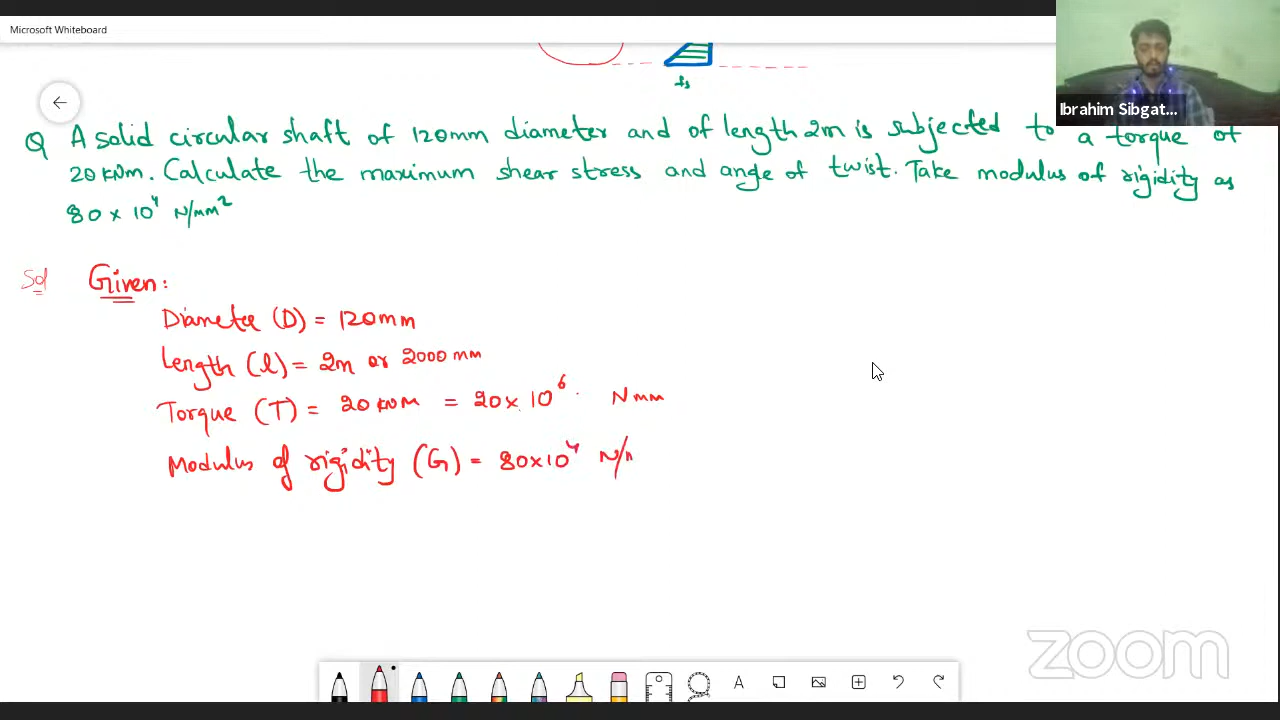 Microsoft Whiteboard
Ibrahim Sibgat...
fs
Q A solid circular shaft of 120mm diameter and of length 2m is subjected to a torque of
20 kNm. Calculate the maximum shear stress and angle of twist. Take modulus of rigidity as
80 × 10⁴ N/mm²
Sol Given:
Diameter (D) = 120mm
Length (l) = 2m or 2000 mm
Torque (T) = 20 kNm = 20 × 10⁶ Nmm
Modulus of rigidity (G) = 80×10⁴ N/
A
zoom